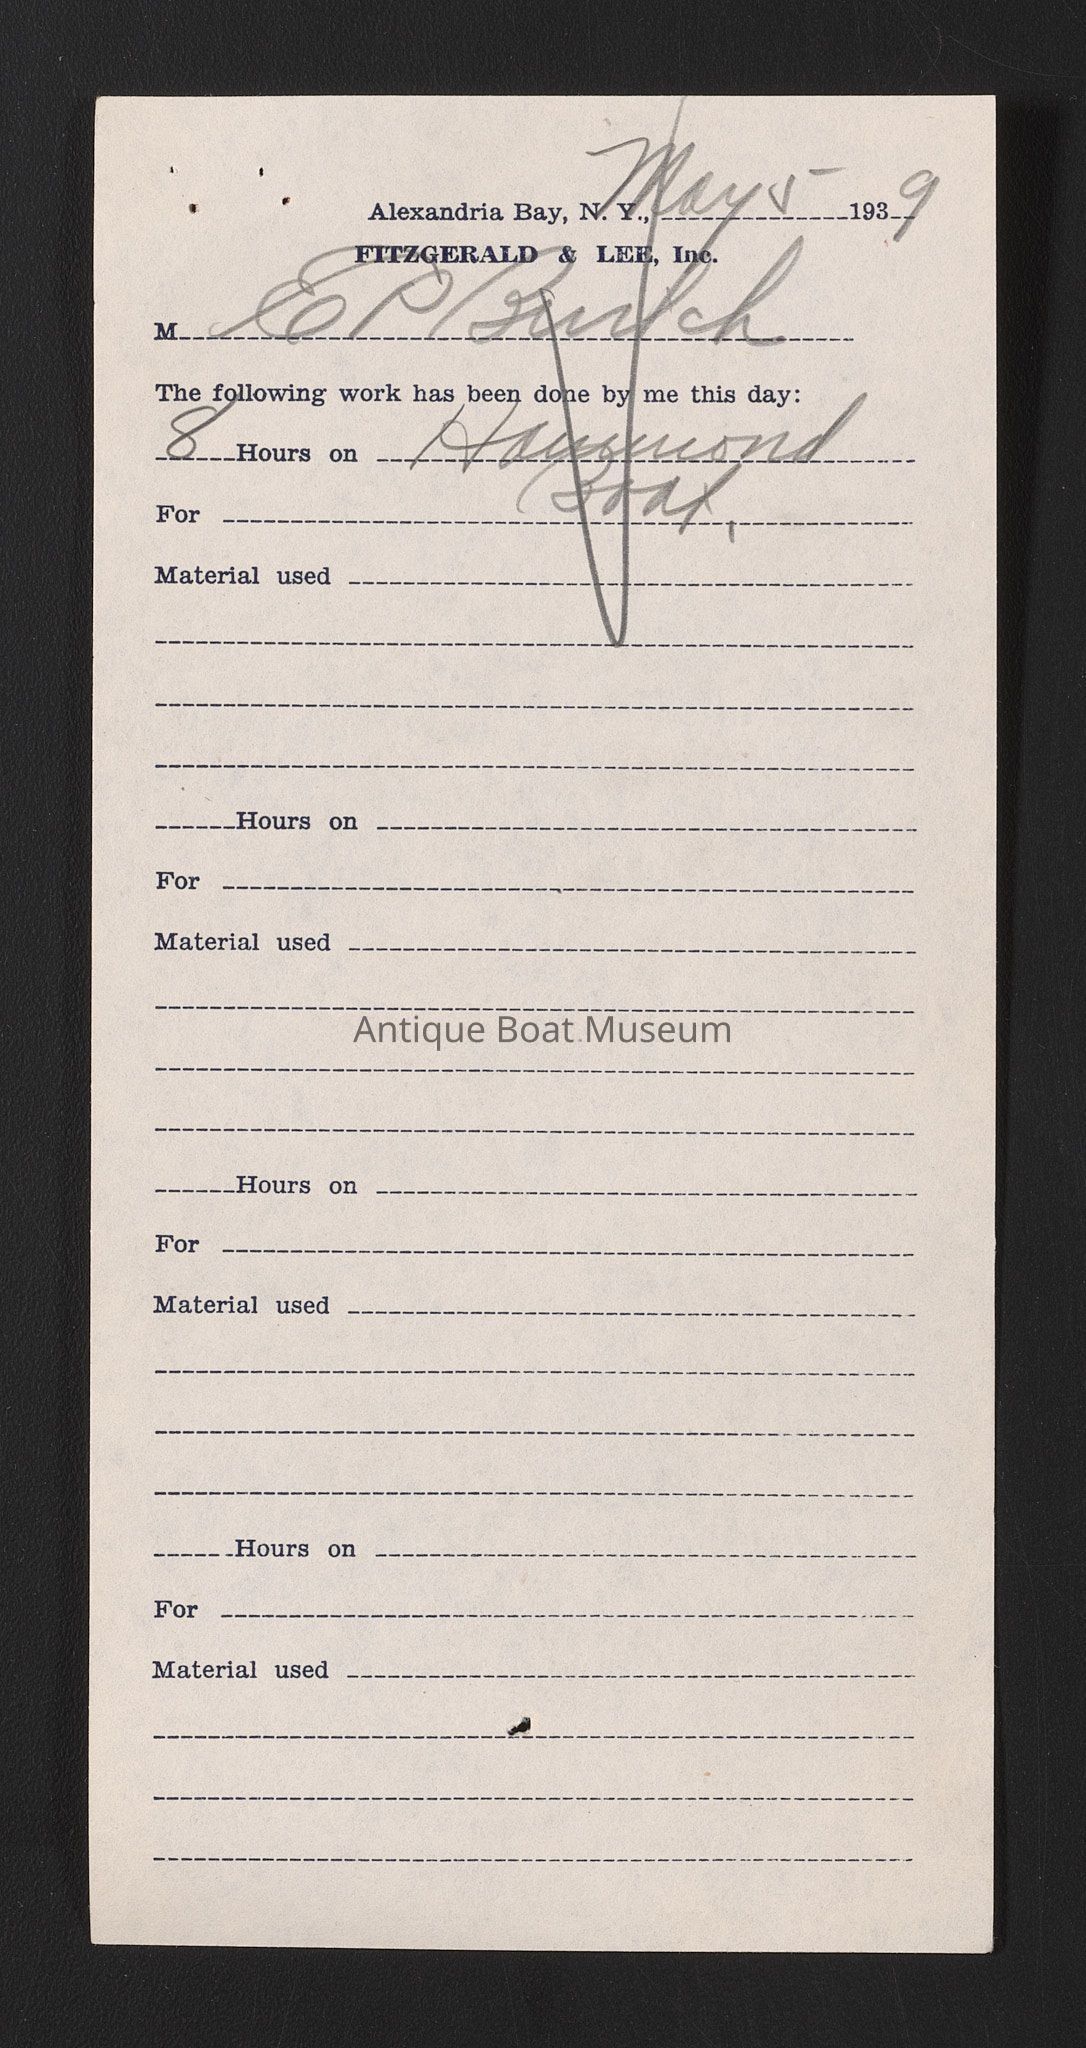 Alexandria Bay, N. Y., May 5 1939
FITZGERALD & LEE, Inc.
M E P Burtch
The following work has been done by me this day:
8 Hours on Hammond
For Boat,
Material used
Hours on
For
Material used
Antique Boat Museum
Hours on
For
Material used
Hours on
For
Material used